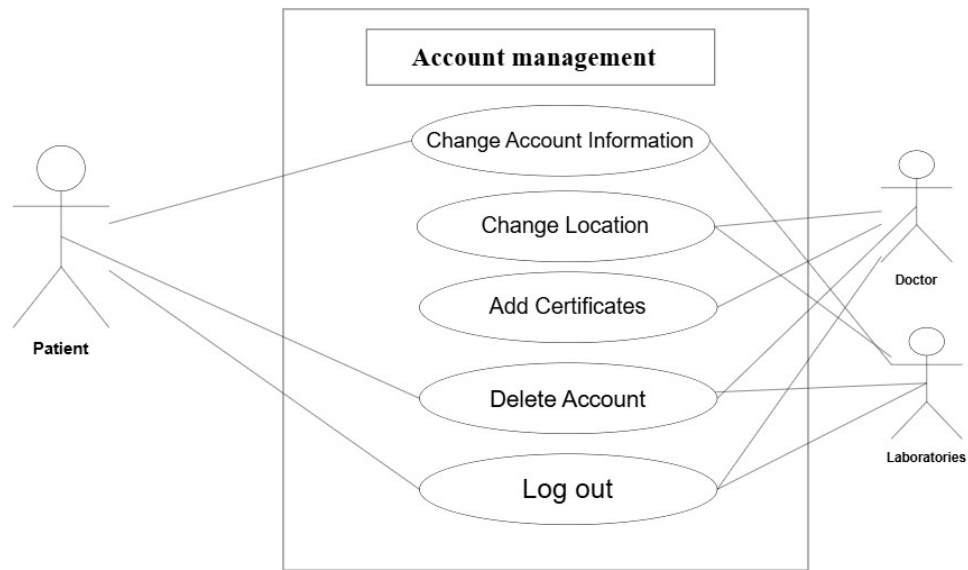 Account management
Change Account Information
Change Location
Add Certificates
Delete Account
Log out
Patient
Doctor
Laboratories